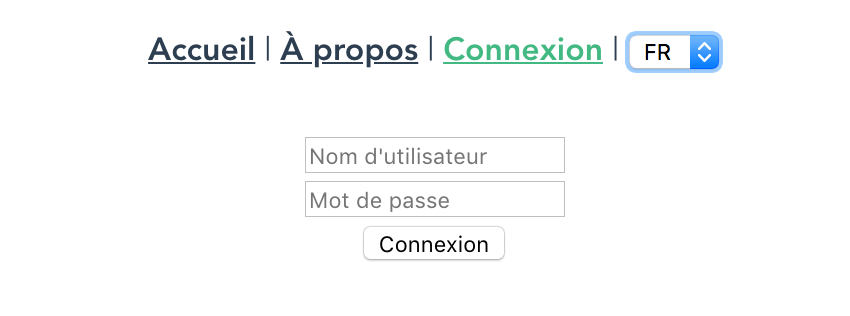 Accueil | À propos | Connexion | FR
Nom d'utilisateur
Mot de passe
Connexion